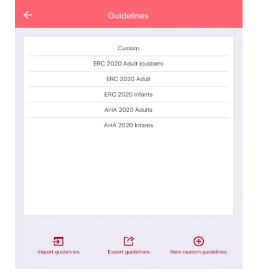 Guidelines
Custom
ERC 2020 Adult (custom)
ERC 2020 Adult
ERC 2020 Infants
AHA 2020 Adults
AHA 2020 Infants
Import guidelines
Export guidelines
New custom guidelines